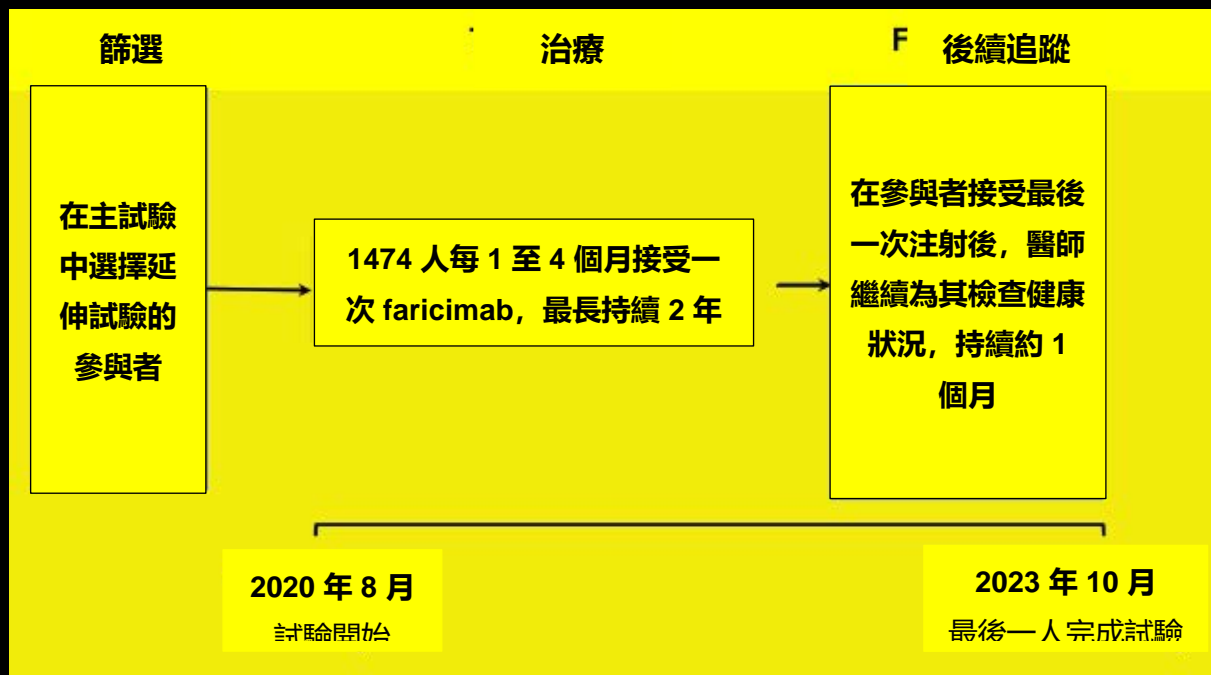 篩選
治療
F 後續追蹤
在主試驗
中選擇延
伸試驗的
參與者
1474 人每 1 至 4 個月接受一
次 faricimab，最長持續 2 年
在參與者接受最後
一次注射後，醫師
繼續為其檢查健康
狀況，持續約 1
個月
2020 年 8 月
試驗開始
2023 年 10 月
最後一人完成試驗